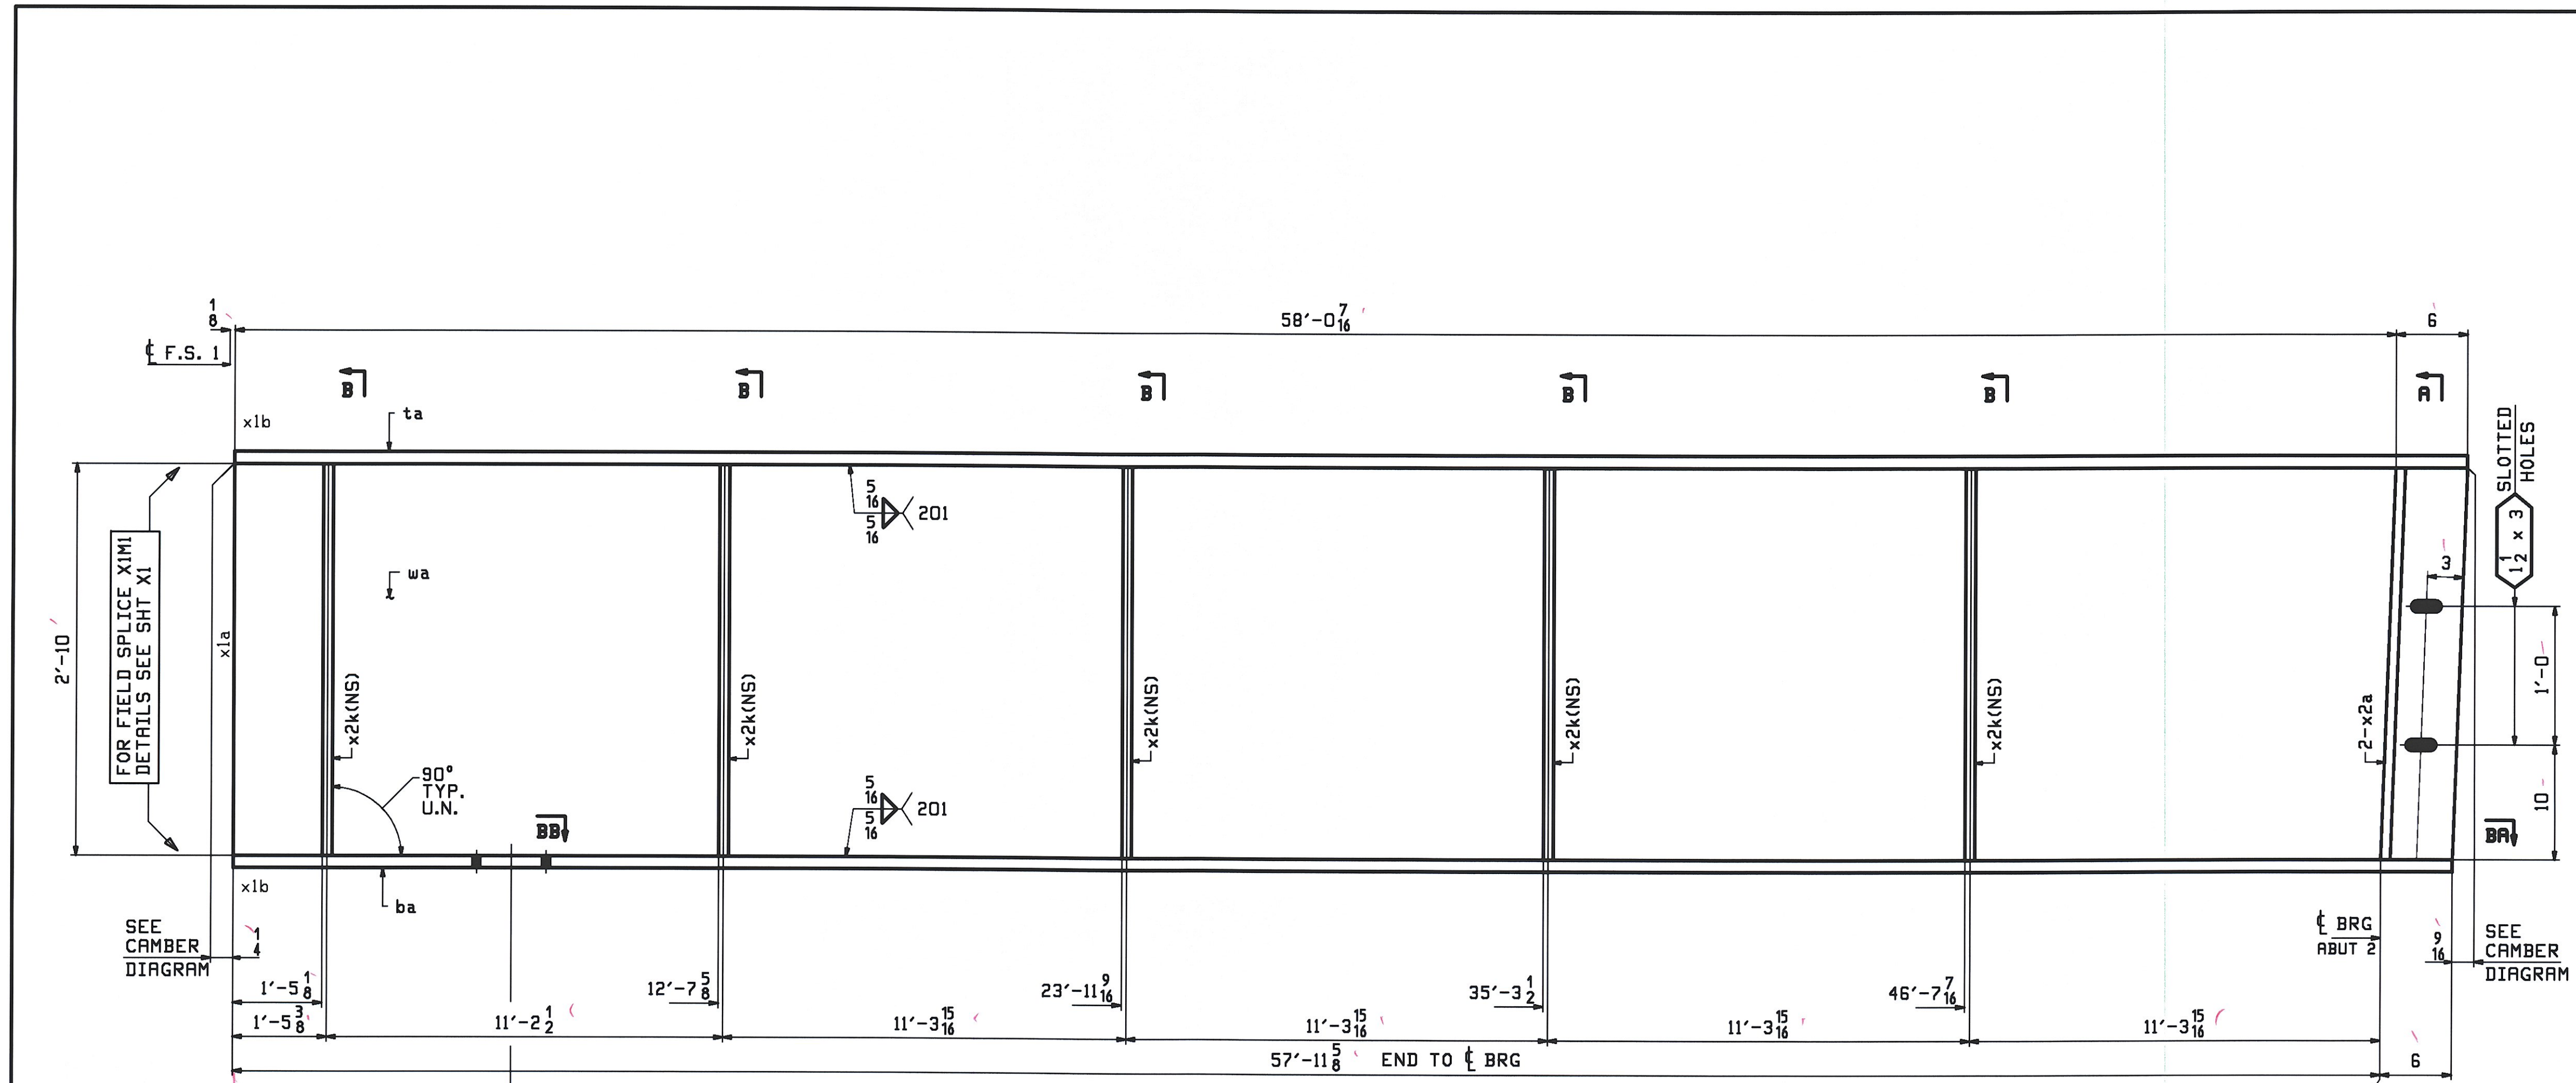 1/8
58'-0 7/16
6
℄ F.S. 1
B
B
B
B
B
A
x1b
ta
SLOTTED
HOLES
1 1/2 x 3
FOR FIELD SPLICE X1M1
DETAILS SEE SHT X1
2'-10
x1a
wa
5/16
5/16
201
3
x2k(NS)
x2k(NS)
x2k(NS)
x2k(NS)
x2k(NS)
2-x2a
1'-0
10
90°
TYP.
U.N.
BB
5/16
5/16
201
BA
x1b
ba
SEE
CAMBER
DIAGRAM
1/4
℄ BRG
ABUT 2
9/16
SEE
CAMBER
DIAGRAM
1'-5 1/8
12'-7 5/8
23'-11 9/16
35'-3 1/2
46'-7 7/16
1'-5 3/8
11'-2 1/2
11'-3 15/16
11'-3 15/16
11'-3 15/16
11'-3 15/16
57'-11 5/8 END TO ℄ BRG
6